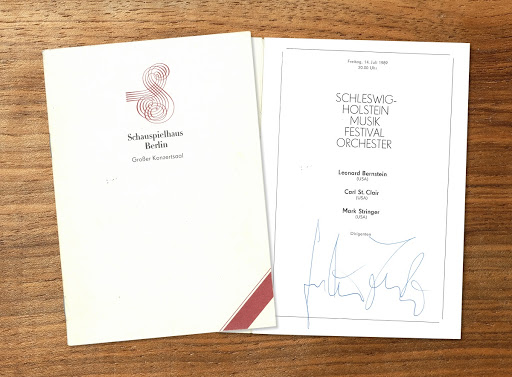 Schauspielhaus
Berlin
Großer Konzertsaal
Freitag, 14. Juli 1989
20.00 Uhr
SCHLESWIG-
HOLSTEIN
MUSIK
FESTIVAL
ORCHESTER
Leonard Bernstein
(USA)
Carl St. Clair
(USA)
Mark Stringer
(USA)
Dirigenten